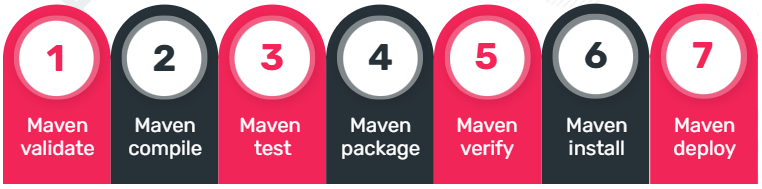 1
Maven
validate
2
Maven
compile
3
Maven
test
4
Maven
package
5
Maven
verify
6
Maven
install
7
Maven
deploy